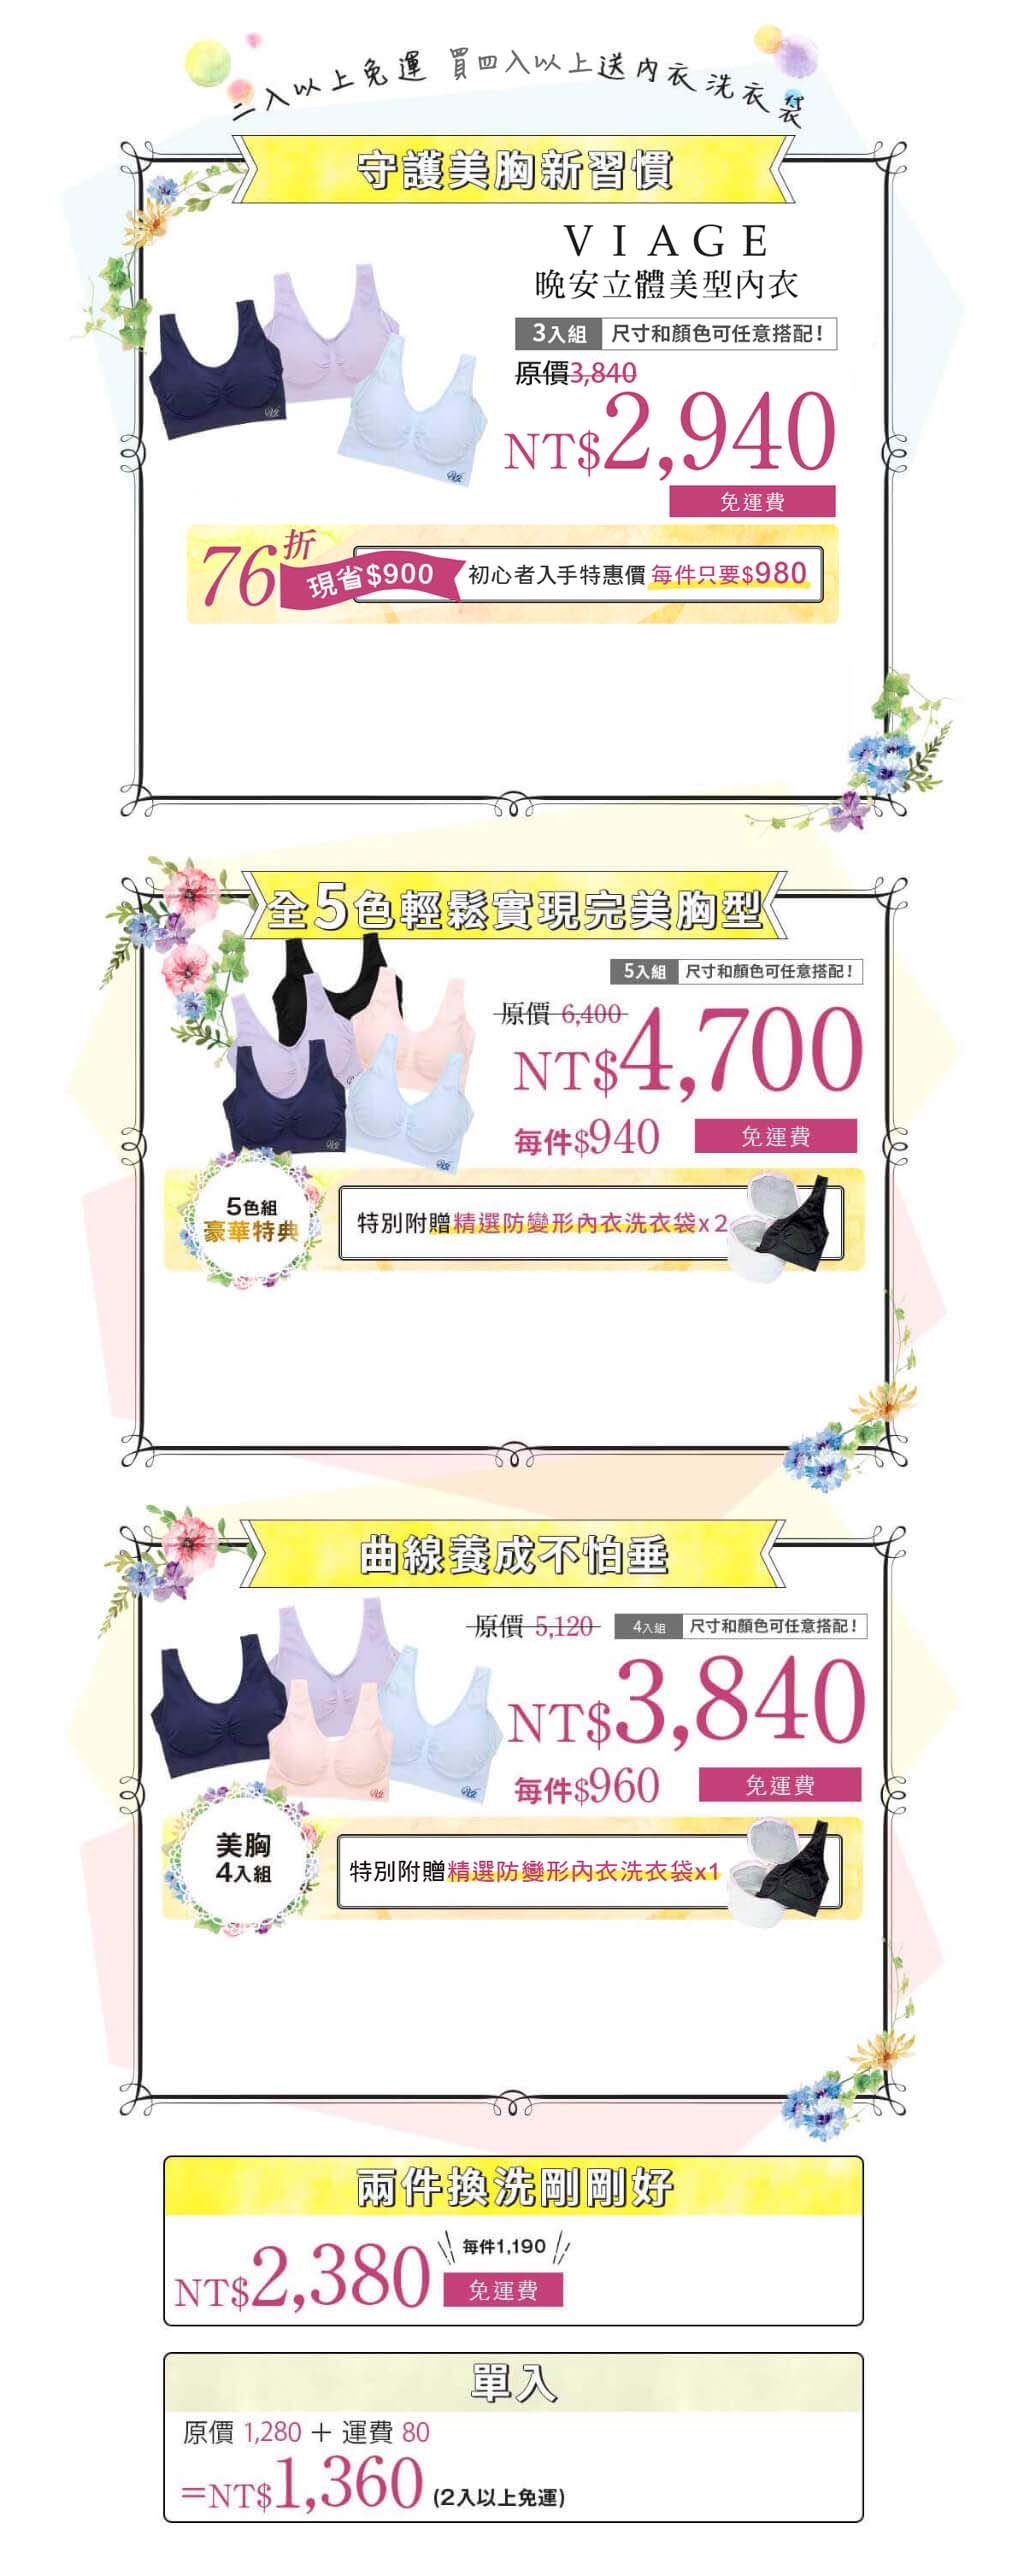 二入以上免運 買四入以上送內衣洗衣袋
守護美胸新習慣
VIAGE
晚安立體美型內衣
3入組 尺寸和顏色可任意搭配!
原價3,840
NT$2,940
免運費
76折 現省$900 初心者入手特惠價 每件只要$980
全5色輕鬆實現完美胸型
5入組 尺寸和顏色可任意搭配!
原價 6,400
NT$4,700
每件$940 免運費
5色組
豪華特典
特別附贈精選防變形內衣洗衣袋x2
曲線養成不怕垂
原價 5,120 4入組 尺寸和顏色可任意搭配!
NT$3,840
每件$960 免運費
美胸
4入組
特別附贈精選防變形內衣洗衣袋x1
兩件換洗剛剛好
NT$2,380 每件1,190
免運費
單入
原價 1,280 + 運費 80
=NT$1,360 (2入以上免運)